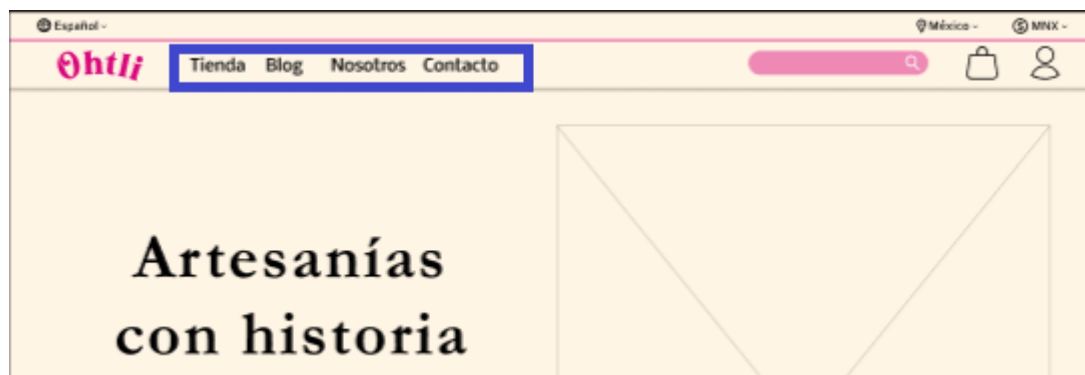 Español
México
MNX
Ohtli
Tienda Blog Nosotros Contacto
Artesanías
con historia